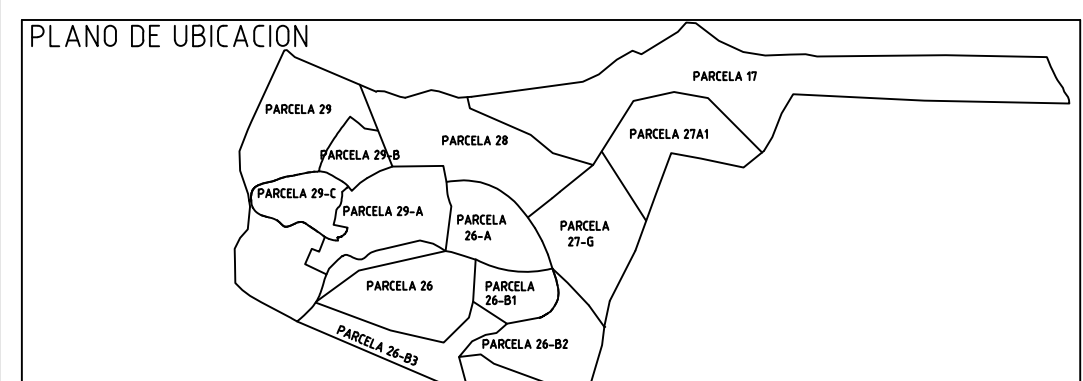 PLANO DE UBICACION
PARCELA 17
PARCELA 29
PARCELA 27A1
PARCELA 28
PARCELA 29-B
PARCELA 29-C
PARCELA 29-A
PARCELA
26-A
PARCELA
27-G
PARCELA 26
PARCELA
26-B1
PARCELA 26-B2
PARCELA 26-B3